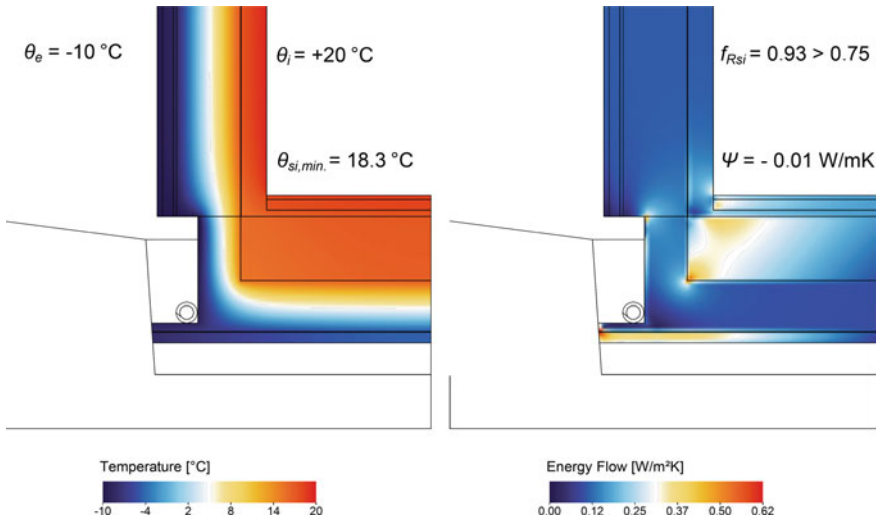 θe = -10 °C
θi = +20 °C
θsi,min. = 18.3 °C
fRsi = 0.93 > 0.75
Ψ = - 0.01 W/mK
Temperature [°C]
-10 -4 2 8 14 20
Energy Flow [W/m²K]
0.00 0.12 0.25 0.37 0.50 0.62